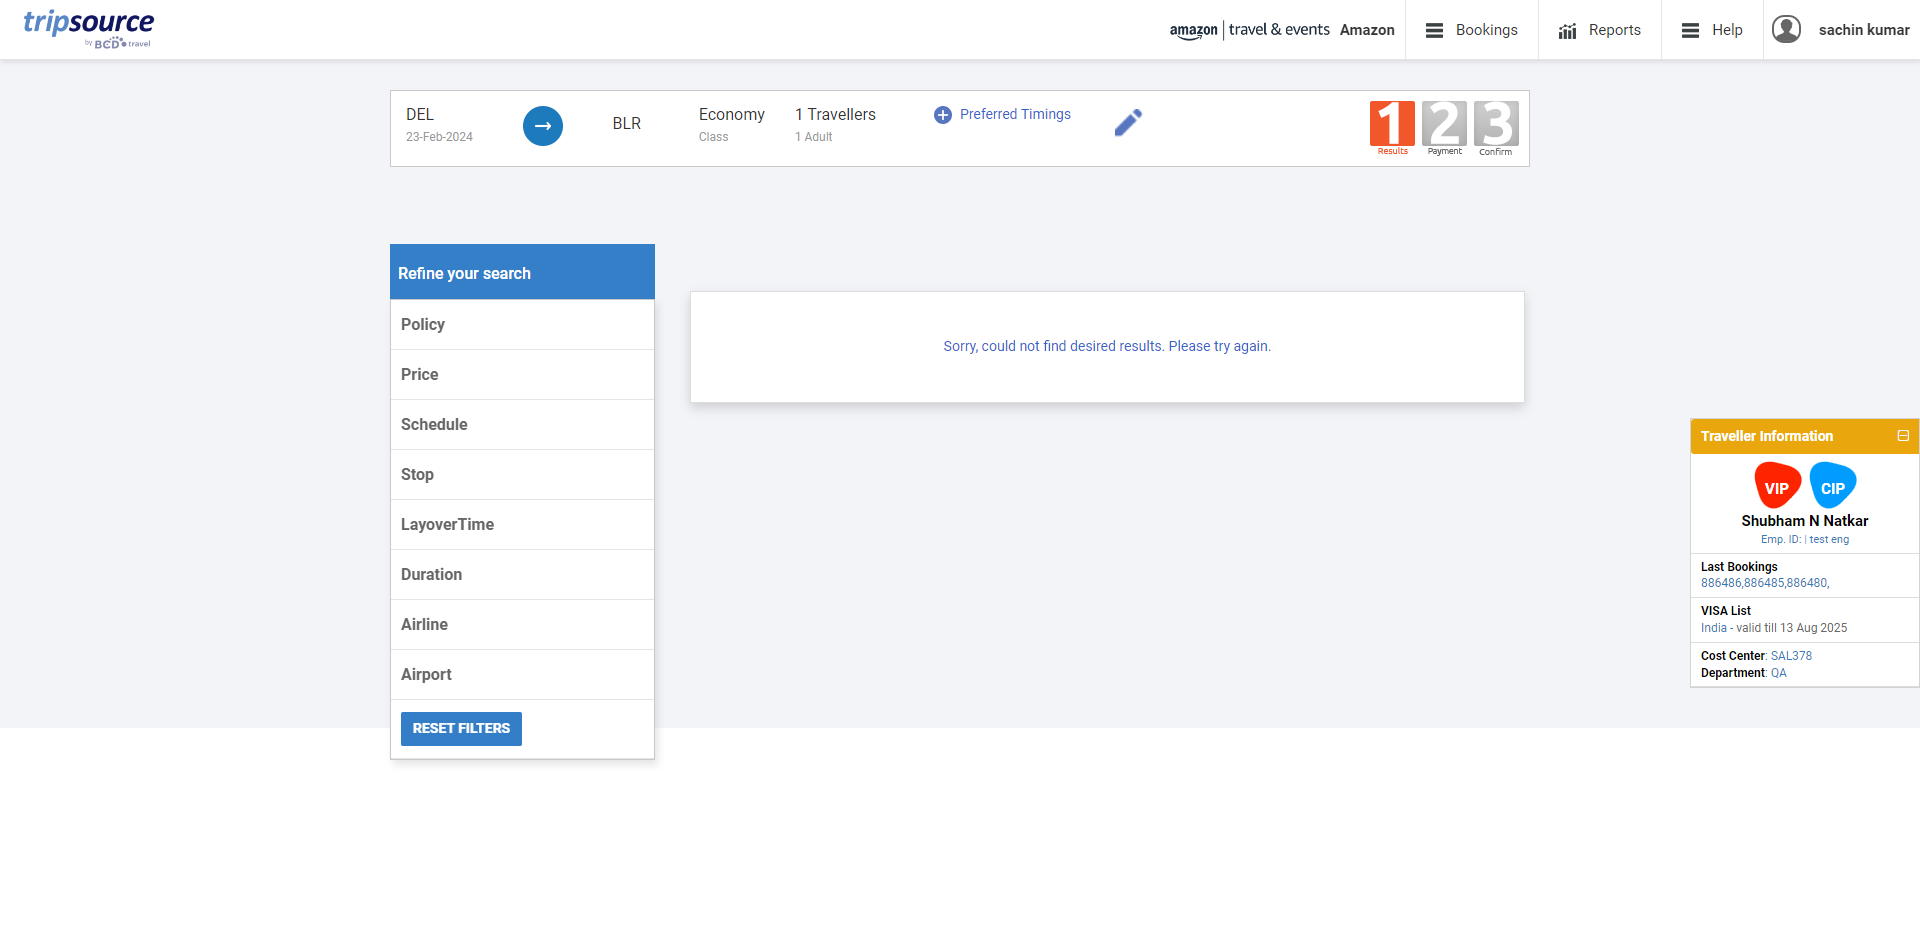 tripsource
by BCD travel
amazon travel & events Amazon
Bookings
Reports
Help
sachin kumar
DEL
23-Feb-2024
BLR
Economy
Class
1 Travellers
1 Adult
Preferred Timings
1 2 3
Results Payment Confirm
Refine your search
Policy
Price
Schedule
Stop
LayoverTime
Duration
Airline
Airport
RESET FILTERS
Sorry, could not find desired results. Please try again.
Traveller Information
VIP CIP
Shubham N Natkar
Emp. ID: | test eng
Last Bookings
886486,886485,886480,
VISA List
India - valid till 13 Aug 2025
Cost Center: SAL378
Department: QA